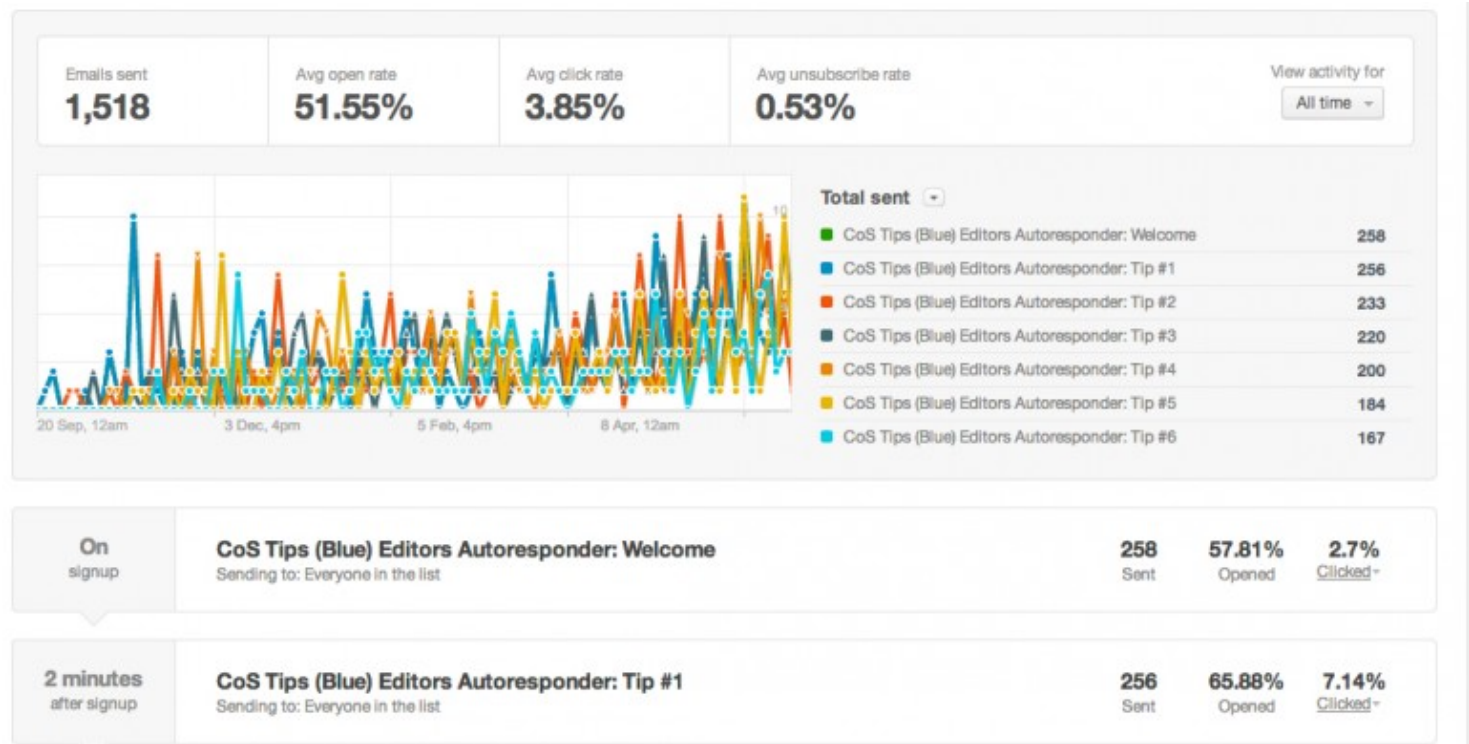 Emails sent
1,518
Avg open rate
51.55%
Avg click rate
3.85%
Avg unsubscribe rate
0.53%
View activity for
All time
10
20 Sep, 12am
3 Dec, 4pm
5 Feb, 4pm
8 Apr, 12am
Total sent
CoS Tips (Blue) Editors Autoresponder: Welcome 258
CoS Tips (Blue) Editors Autoresponder: Tip #1 256
CoS Tips (Blue) Editors Autoresponder: Tip #2 233
CoS Tips (Blue) Editors Autoresponder: Tip #3 220
CoS Tips (Blue) Editors Autoresponder: Tip #4 200
CoS Tips (Blue) Editors Autoresponder: Tip #5 184
CoS Tips (Blue) Editors Autoresponder: Tip #6 167
On
signup
CoS Tips (Blue) Editors Autoresponder: Welcome
Sending to: Everyone in the list
258 57.81% 2.7%
Sent Opened Clicked
2 minutes
after signup
CoS Tips (Blue) Editors Autoresponder: Tip #1
Sending to: Everyone in the list
256 65.88% 7.14%
Sent Opened Clicked